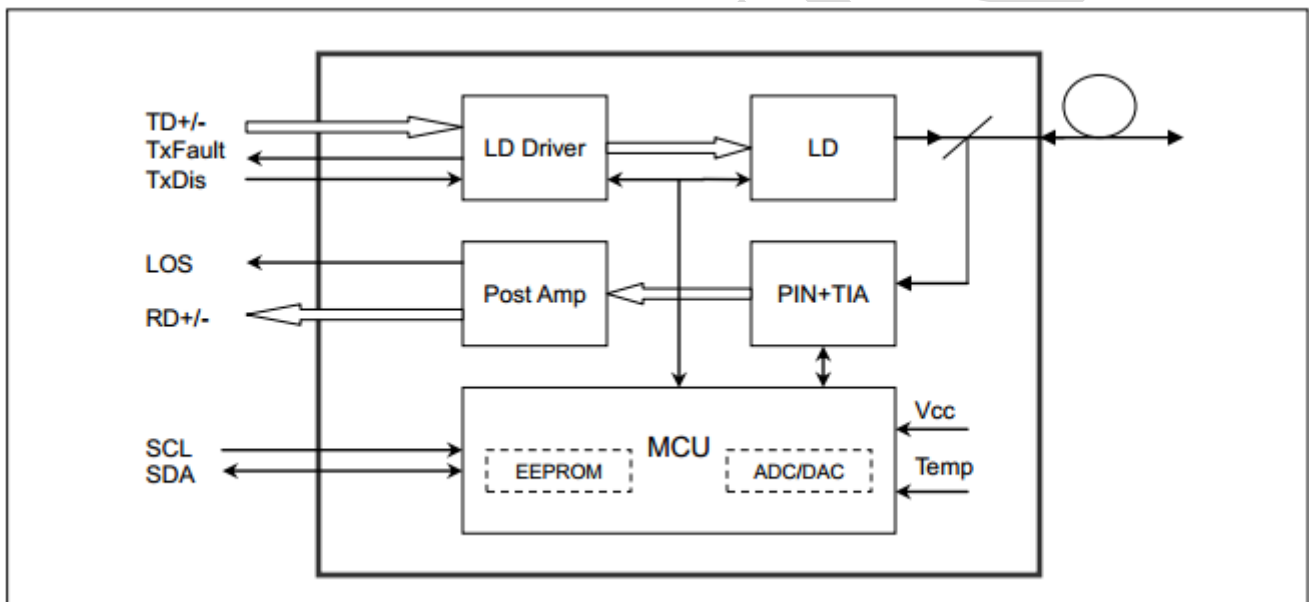 TD+/-
TxFault
TxDis
LD Driver
LD
LOS
RD+/-
Post Amp
PIN+TIA
SCL
SDA
MCU
EEPROM
ADC/DAC
Vcc
Temp